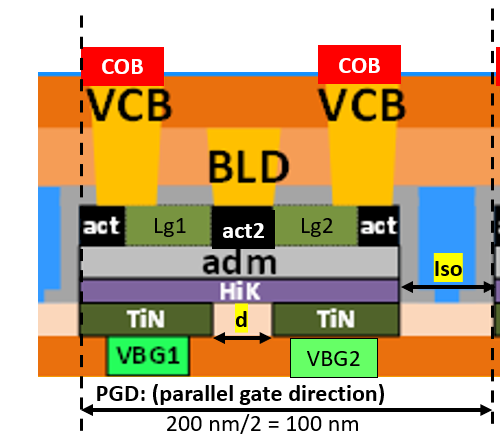 COB COB
VCB VCB
BLD
act Lg1 act2 Lg2 act
adm
Iso
HiK
TiN d TiN
VBG1 VBG2
PGD: (parallel gate direction)
200 nm/2 = 100 nm